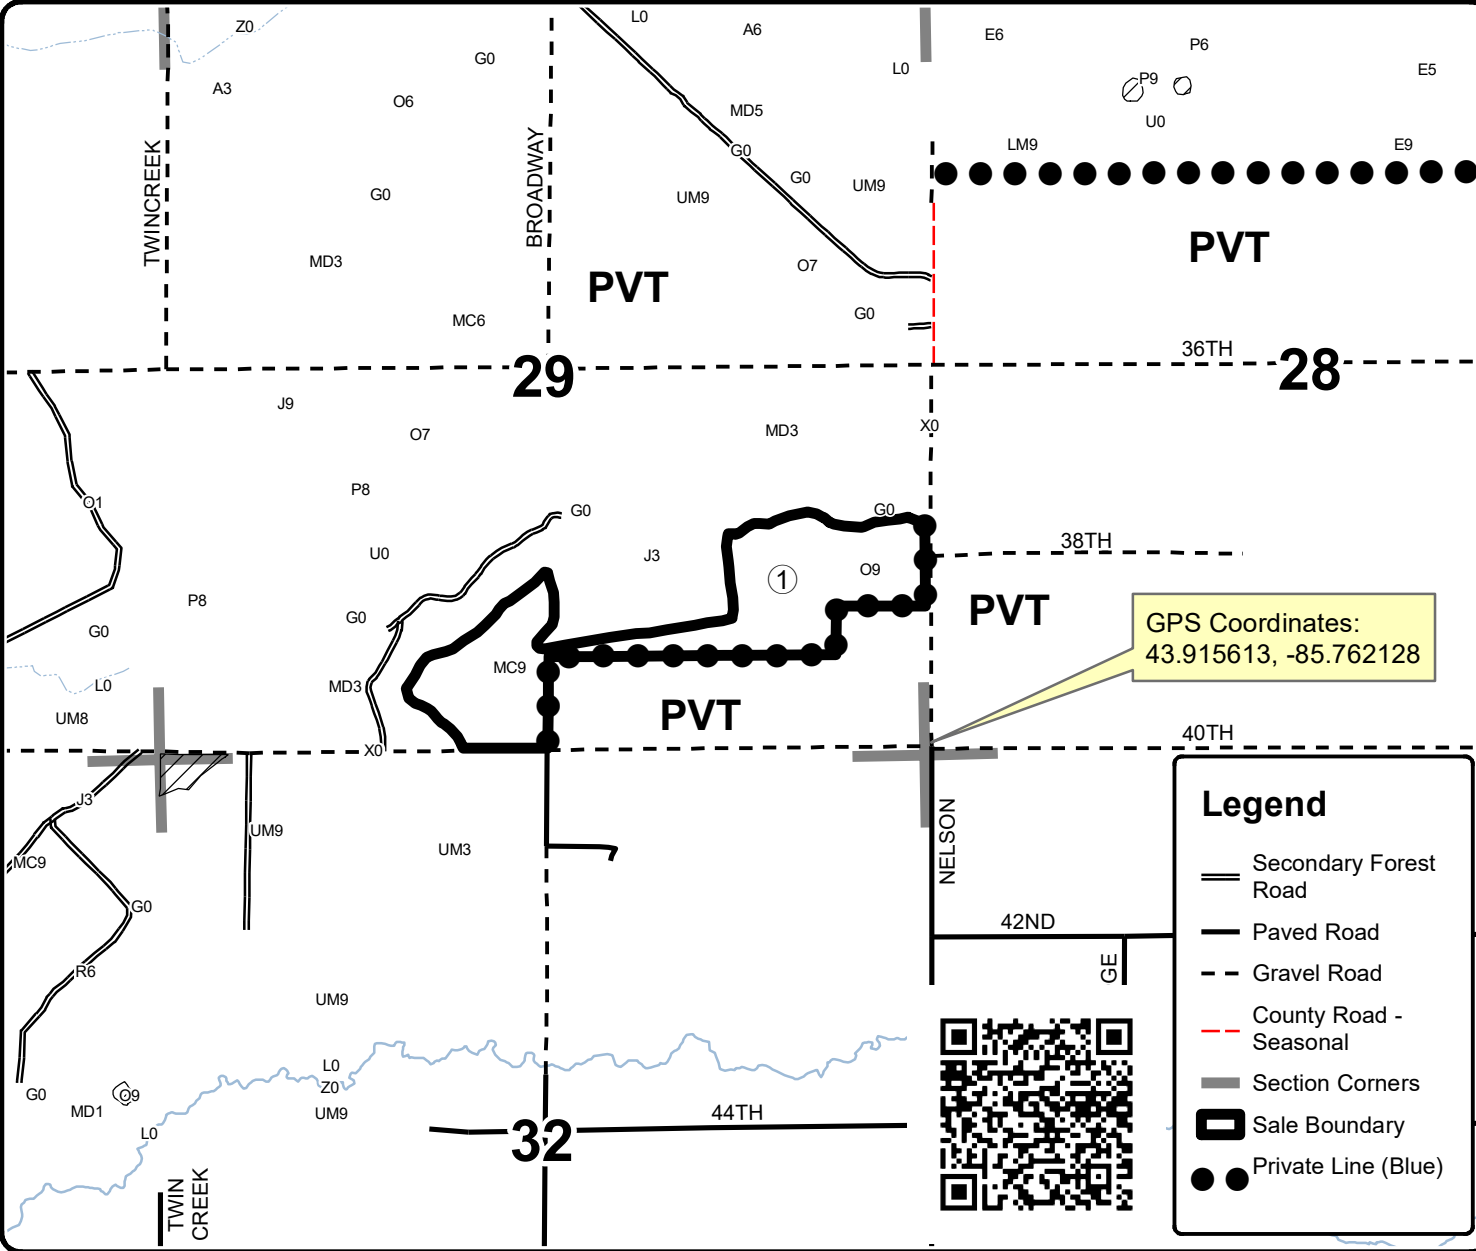 Z0
L0
A6
E6
P6
G0
L0
E5
A3
O6
P9
MD5
U0
TWINCREEK
BROADWAY
G0
LM9
E9
G0
G0
UM9
UM9
PVT
MD3
O7
PVT
MC6
G0
36TH
29
28
J9
O7
MD3
X0
P8
O1
G0
G0
38TH
U0
J3
1
O9
P8
G0
PVT
GPS Coordinates:
43.915613, -85.762128
G0
MC9
L0
MD3
UM8
PVT
X0
40TH
J3
UM9
UM3
MC9
NELSON
G0
42ND
GE
R6
UM9
L0
Z0
G0
O9
MD1
UM9
L0
44TH
32
TWIN
CREEK
Legend
Secondary Forest
Road
Paved Road
Gravel Road
County Road -
Seasonal
Section Corners
Sale Boundary
Private Line (Blue)